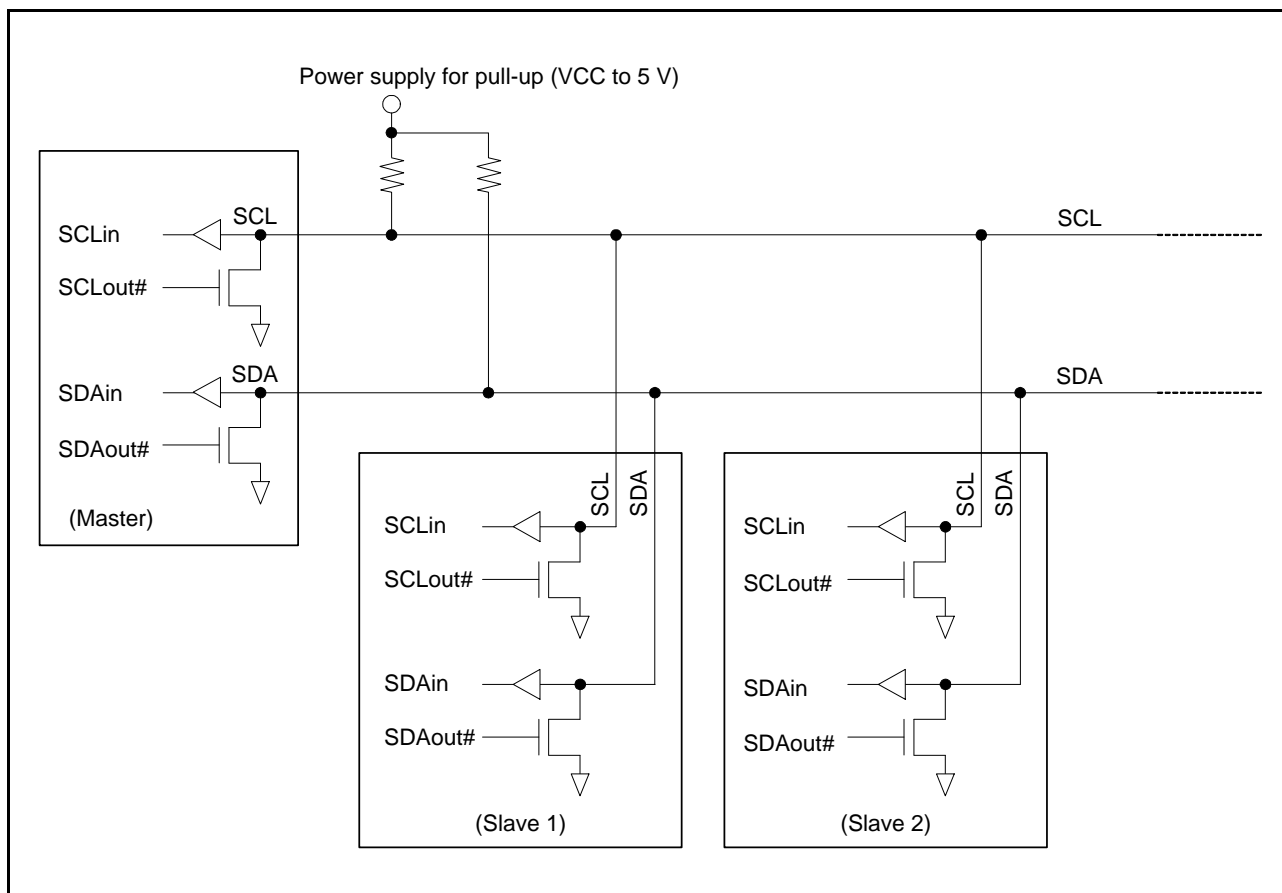 Power supply for pull-up (VCC to 5 V)
SCL
SCLin
SCLout#
SDA
SDAin
SDAout#
(Master)
SCL
SDA
SCL
SDA
SCLin
SCLout#
SDAin
SDAout#
(Slave 1)
SCL
SDA
SCLin
SCLout#
SDAin
SDAout#
(Slave 2)